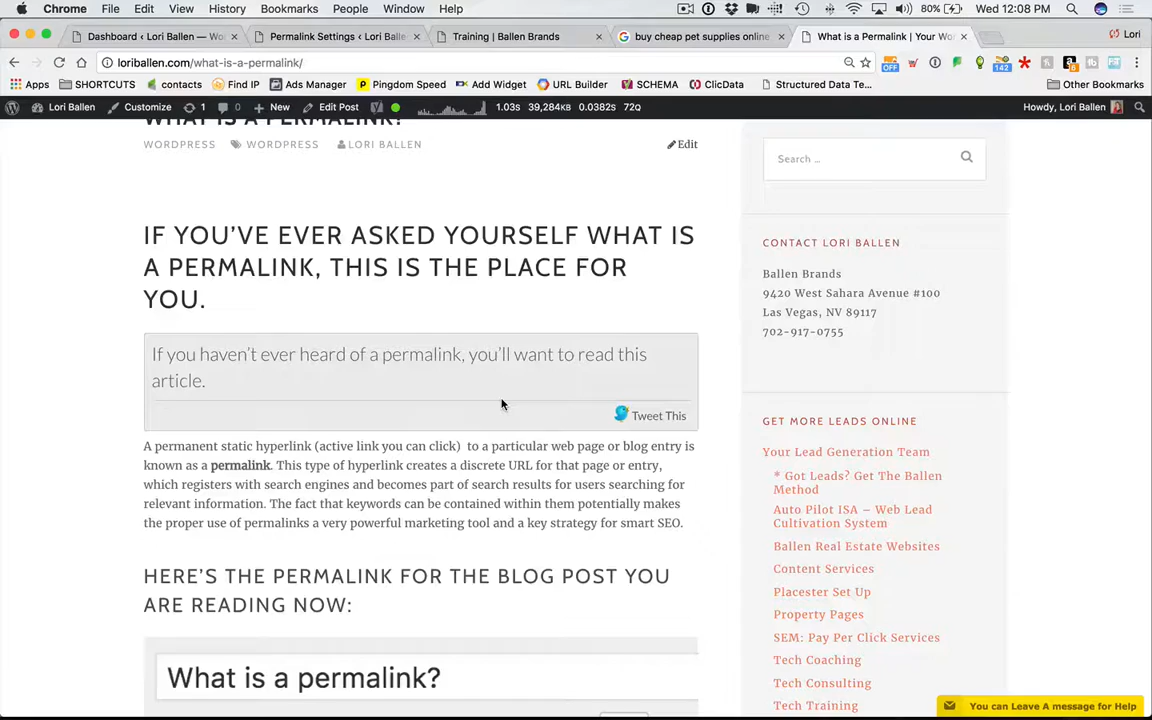 Chrome File Edit View History Bookmarks People Window Help 80% Wed 12:08 PM
Dashboard ‹ Lori Ballen — Wo
Permalink Settings ‹ Lori Balle
Training | Ballen Brands
buy cheap pet supplies online
What is a Permalink | Your Wo
Lori
loriballen.com/what-is-a-permalink/
OFF
142
Apps SHORTCUT: contacts Find IP Ads Manager Pingdom Speed Add Widget URL Builder SCHEMA ClicData Structured Data Te... Other Bookmarks
Lori Ballen Customize 1 0 New Edit Post 1.03s 39,284KB 0.0382s 72Q Howdy, Lori Ballen
WHAT IS A PERMALINK?
WORDPRESS WORDPRESS LORI BALLEN Edit
IF YOU’VE EVER ASKED YOURSELF WHAT IS
A PERMALINK, THIS IS THE PLACE FOR
YOU.
If you haven’t ever heard of a permalink, you’ll want to read this
article.
Tweet This
A permanent static hyperlink (active link you can click) to a particular web page or blog entry is
known as a permalink. This type of hyperlink creates a discrete URL for that page or entry,
which registers with search engines and becomes part of search results for users searching for
relevant information. The fact that keywords can be contained within them potentially makes
the proper use of permalinks a very powerful marketing tool and a key strategy for smart SEO.
HERE’S THE PERMALINK FOR THE BLOG POST YOU
ARE READING NOW:
What is a permalink?
Search ...
CONTACT LORI BALLEN
Ballen Brands
9420 West Sahara Avenue #100
Las Vegas, NV 89117
702-917-0755
GET MORE LEADS ONLINE
Your Lead Generation Team
* Got Leads? Get The Ballen
Method
Auto Pilot ISA – Web Lead
Cultivation System
Ballen Real Estate Websites
Content Services
Placester Set Up
Property Pages
SEM: Pay Per Click Services
Tech Coaching
Tech Consulting
Tech Training
You can Leave A message for Help